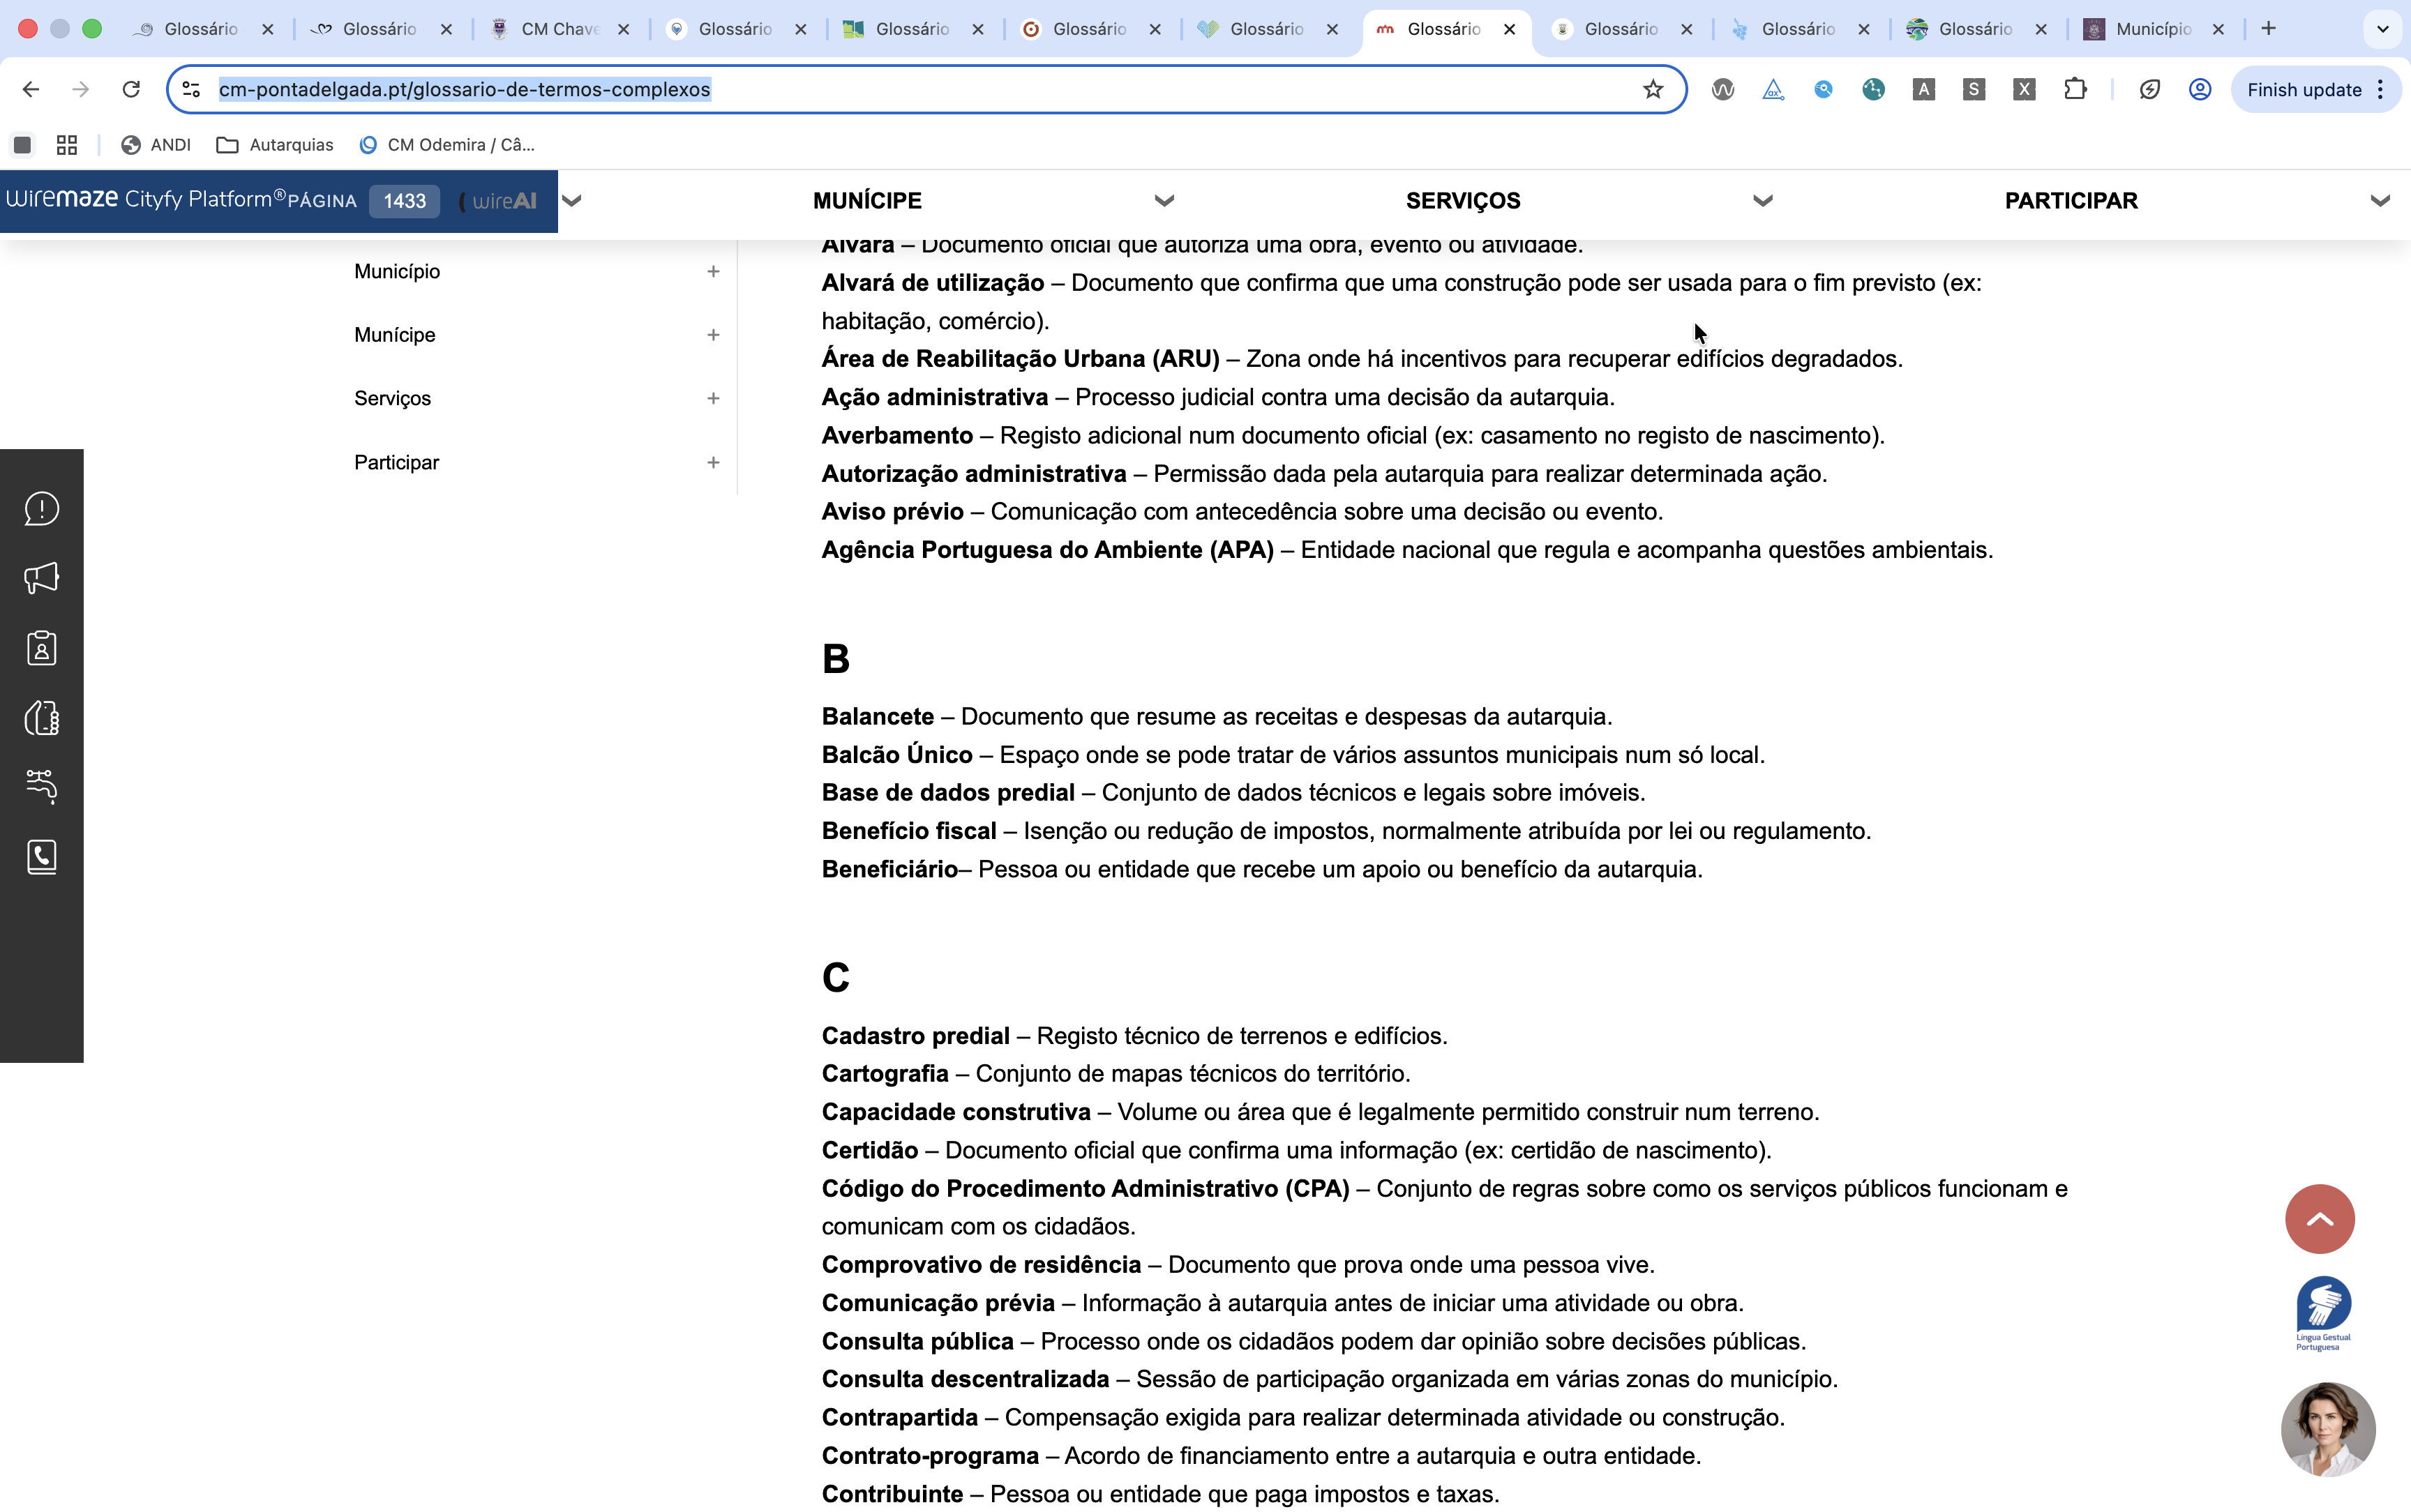 Glossário
Glossário
CM Chave
Glossário
Glossário
Glossário
Glossário
Glossário
Glossário
Glossário
Glossário
Município
cm-pontadelgada.pt/glossario-de-termos-complexos
ax
A
S
X
Finish update
ANDI
Autarquias
CM Odemira / Câ...
wiremaze Cityfy Platform® PÁGINA 1433 wireAI
MUNÍCIPE
SERVIÇOS
PARTICIPAR
Município +
Munícipe +
Serviços +
Participar +
Alvará – Documento oficial que autoriza uma obra, evento ou atividade.
Alvará de utilização – Documento que confirma que uma construção pode ser usada para o fim previsto (ex:
habitação, comércio).
Área de Reabilitação Urbana (ARU) – Zona onde há incentivos para recuperar edifícios degradados.
Ação administrativa – Processo judicial contra uma decisão da autarquia.
Averbamento – Registo adicional num documento oficial (ex: casamento no registo de nascimento).
Autorização administrativa – Permissão dada pela autarquia para realizar determinada ação.
Aviso prévio – Comunicação com antecedência sobre uma decisão ou evento.
Agência Portuguesa do Ambiente (APA) – Entidade nacional que regula e acompanha questões ambientais.
B
Balancete – Documento que resume as receitas e despesas da autarquia.
Balcão Único – Espaço onde se pode tratar de vários assuntos municipais num só local.
Base de dados predial – Conjunto de dados técnicos e legais sobre imóveis.
Benefício fiscal – Isenção ou redução de impostos, normalmente atribuída por lei ou regulamento.
Beneficiário– Pessoa ou entidade que recebe um apoio ou benefício da autarquia.
C
Cadastro predial – Registo técnico de terrenos e edifícios.
Cartografia – Conjunto de mapas técnicos do território.
Capacidade construtiva – Volume ou área que é legalmente permitido construir num terreno.
Certidão – Documento oficial que confirma uma informação (ex: certidão de nascimento).
Código do Procedimento Administrativo (CPA) – Conjunto de regras sobre como os serviços públicos funcionam e
comunicam com os cidadãos.
Comprovativo de residência – Documento que prova onde uma pessoa vive.
Comunicação prévia – Informação à autarquia antes de iniciar uma atividade ou obra.
Consulta pública – Processo onde os cidadãos podem dar opinião sobre decisões públicas.
Consulta descentralizada – Sessão de participação organizada em várias zonas do município.
Contrapartida – Compensação exigida para realizar determinada atividade ou construção.
Contrato-programa – Acordo de financiamento entre a autarquia e outra entidade.
Contribuinte – Pessoa ou entidade que paga impostos e taxas.
Língua Gestual
Portuguesa